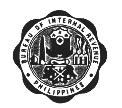 BUREAU OF INTERNAL REVENUE
PHILIPPINES